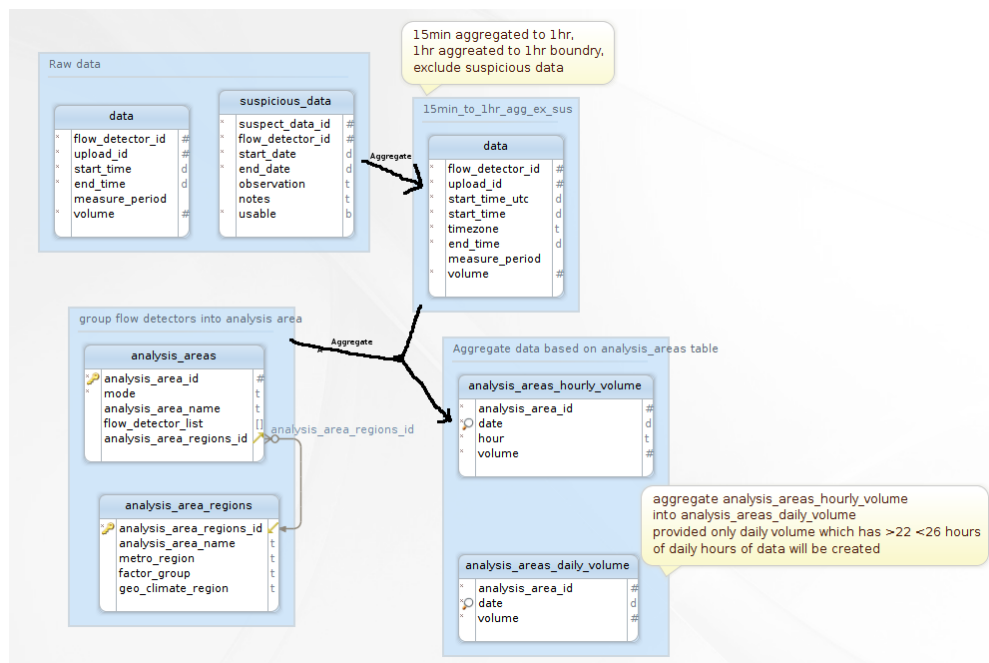 15min aggregated to 1hr,
1hr aggreated to 1hr boundry,
exclude suspicious data
Raw data
data
* flow_detector_id #
* upload_id #
* start_time d
* end_time d
measure_period
* volume #
suspicious_data
* suspect_data_id #
* flow_detector_id #
* start_date d
* end_date d
observation t
notes t
* usable b
Aggregate
15min_to_1hr_agg_ex_sus
data
* flow_detector_id #
* upload_id #
* start_time_utc d
* start_time d
* timezone t
* end_time d
measure_period
* volume #
group flow detectors into analysis area
analysis_areas
* analysis_area_id #
* mode t
analysis_area_name t
flow_detector_list []
analysis_area_regions_id
analysis_area_regions_id
analysis_area_regions
* analysis_area_regions_id
analysis_area_name t
metro_region t
factor_group t
geo_climate_region t
Aggregate
Aggregate data based on analysis_areas table
analysis_areas_hourly_volume
* analysis_area_id #
* date d
* hour t
* volume #
aggregate analysis_areas_hourly_volume
into analysis_areas_daily_volume
provided only daily volume which has >22 <26 hours
of daily hours of data will be created
analysis_areas_daily_volume
* analysis_area_id #
* date d
* volume #